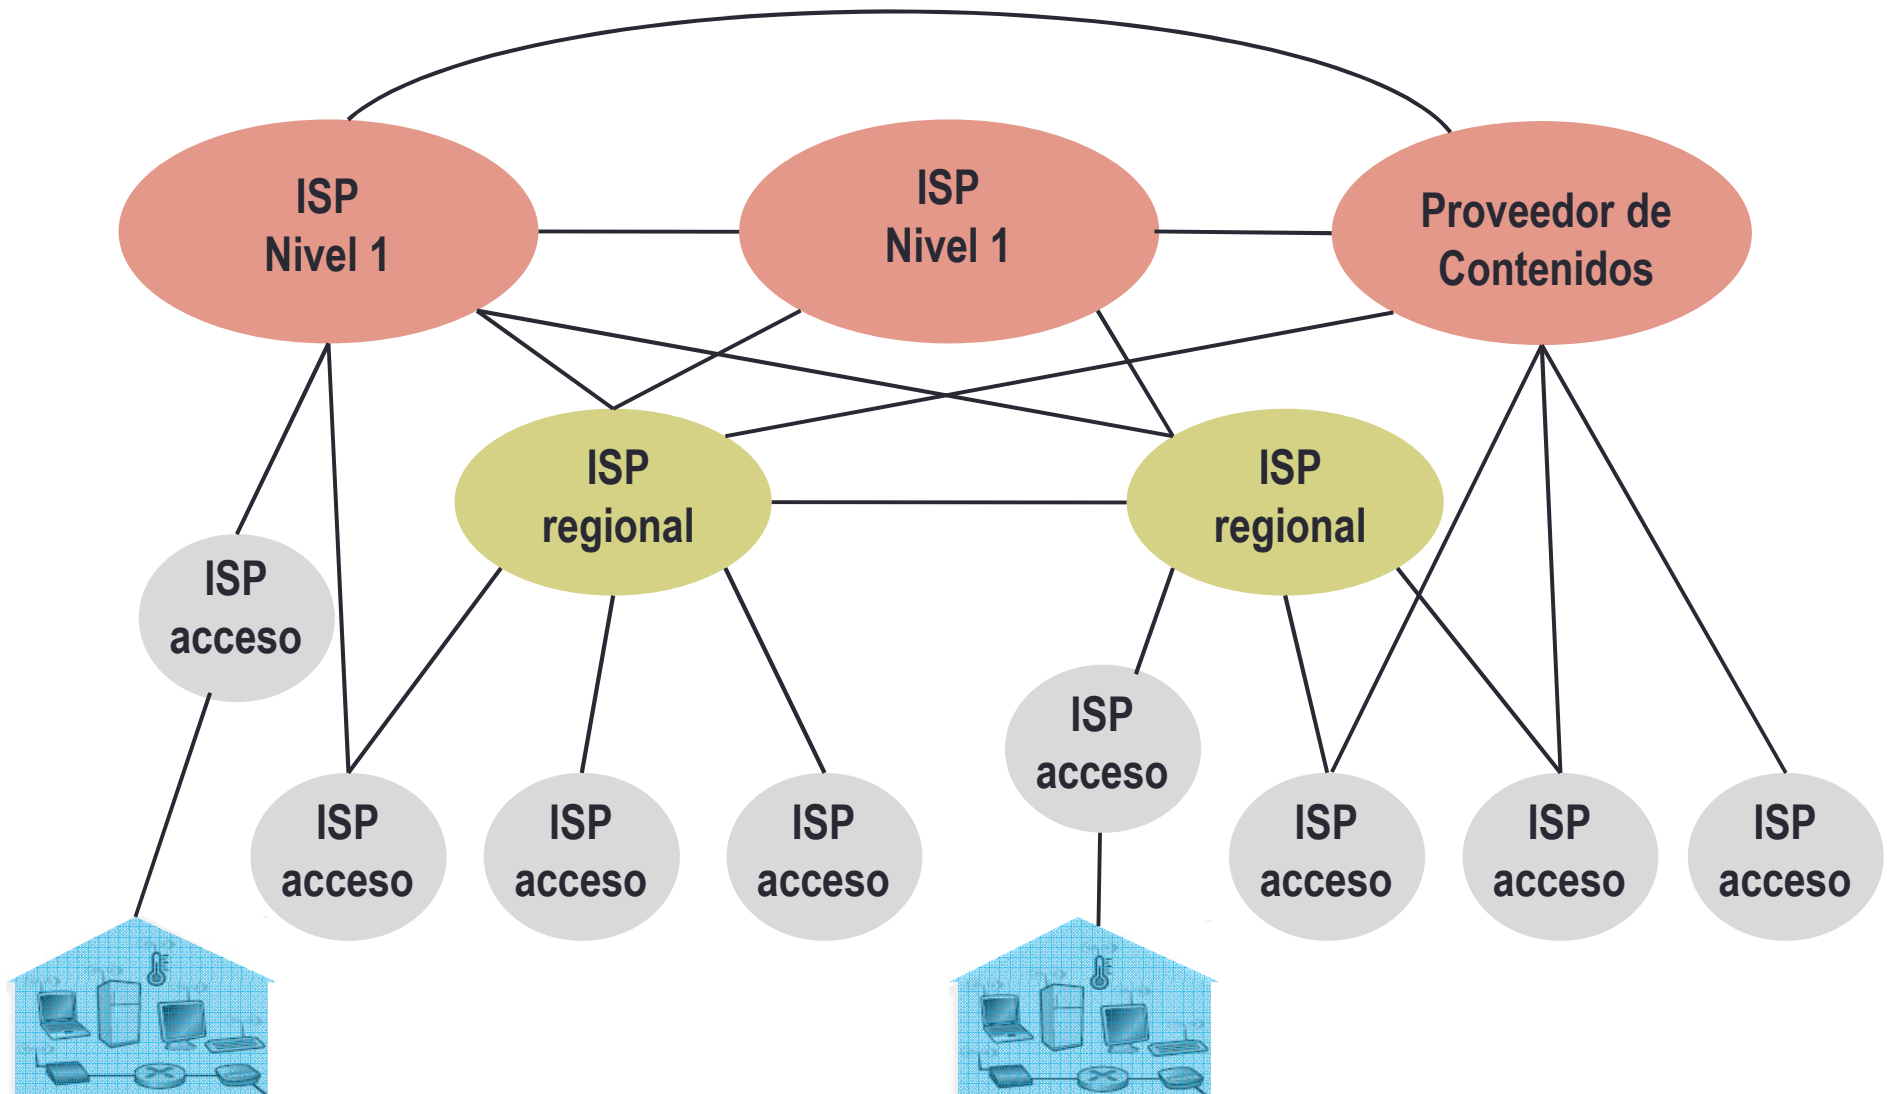 ISP
Nivel 1
ISP
Nivel 1
Proveedor de
Contenidos
ISP
regional
ISP
regional
ISP
acceso
ISP
acceso
ISP
acceso
ISP
acceso
ISP
acceso
ISP
acceso
ISP
acceso
ISP
acceso